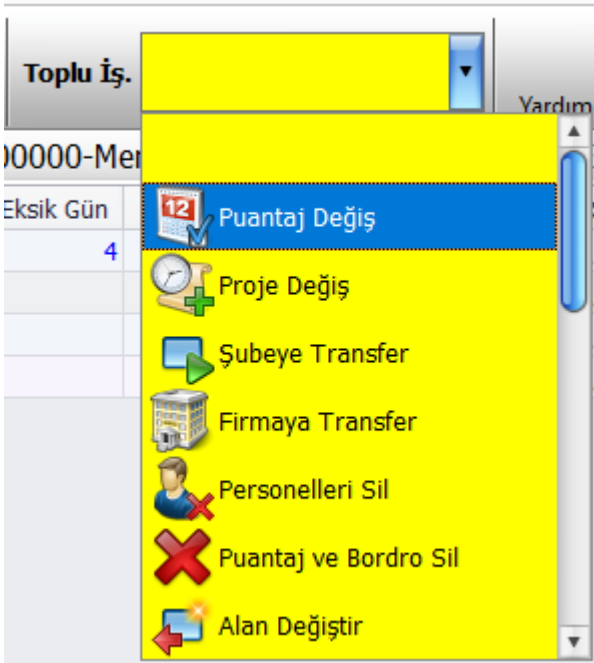 Toplu İş.
Yardım
00000-Mer
Eksik Gün
4
12
Puantaj Değiş
Proje Değiş
Şubeye Transfer
Firmaya Transfer
Personelleri Sil
Puantaj ve Bordro Sil
Alan Değiştir